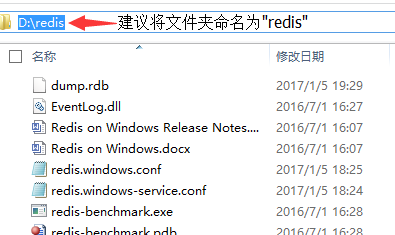 D:\redis 建议将文件夹命名为"redis"
名称 修改日期
dump.rdb 2017/1/5 19:29
EventLog.dll 2016/7/1 16:27
Redis on Windows Release Notes.... 2016/7/1 16:07
Redis on Windows.docx 2016/7/1 16:07
redis.windows.conf 2017/1/5 18:25
redis.windows-service.conf 2017/1/5 18:24
redis-benchmark.exe 2016/7/1 16:28
redis-benchmark.pdb 2016/7/1 16:28